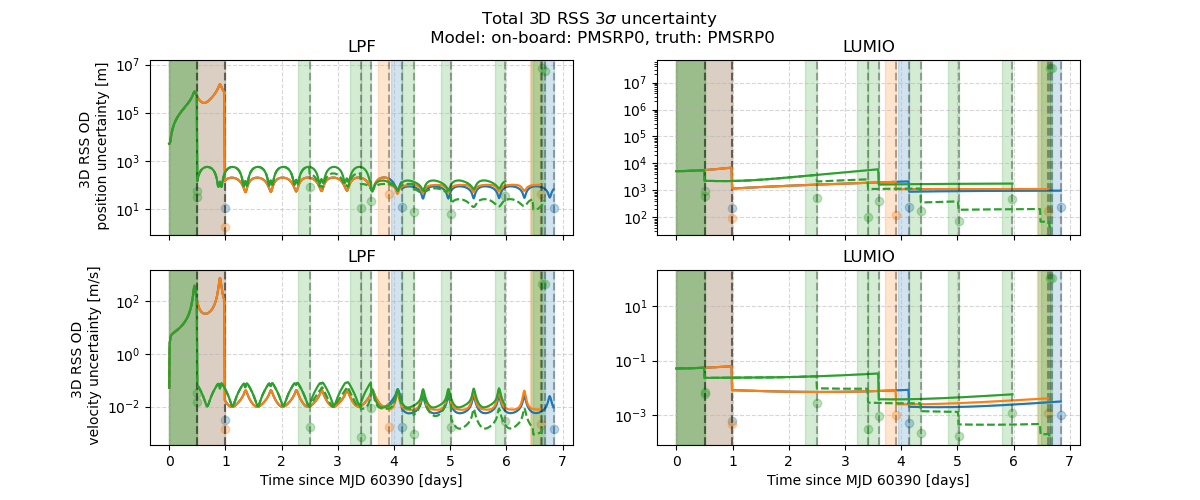 Total 3D RSS 3σ uncertainty
Model: on-board: PMSRP0, truth: PMSRP0
LPF
LUMIO
3D RSS OD
position uncertainty [m]
10^7
10^5
10^3
10^1
10^7
10^6
10^5
10^4
10^3
10^2
LPF
LUMIO
3D RSS OD
velocity uncertainty [m/s]
10^2
10^0
10^−2
10^1
10^−1
10^−3
0 1 2 3 4 5 6 7
0 1 2 3 4 5 6 7
Time since MJD 60390 [days]
Time since MJD 60390 [days]